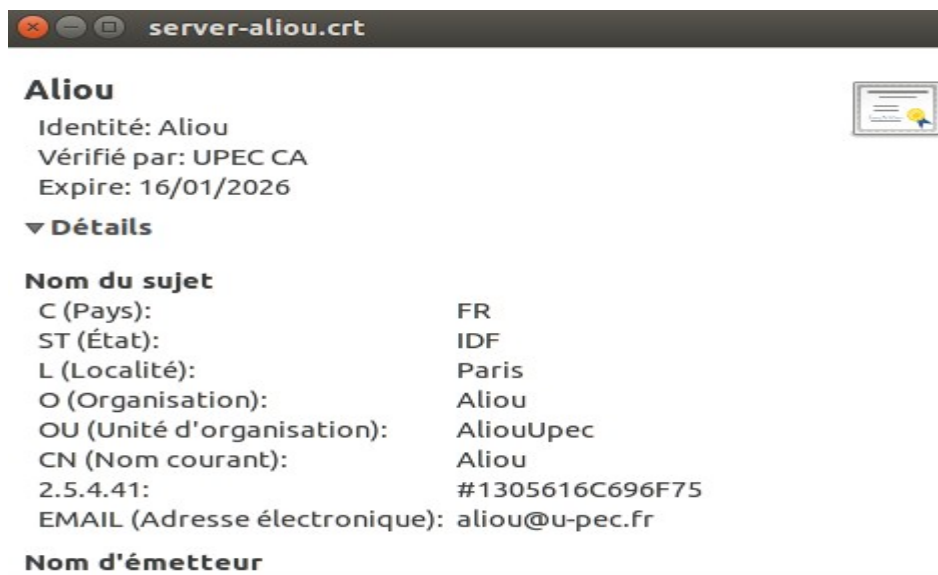 server-aliou.crt
Aliou
Identité: Aliou
Vérifié par: UPEC CA
Expire: 16/01/2026
Détails
Nom du sujet
C (Pays): FR
ST (État): IDF
L (Localité): Paris
O (Organisation): Aliou
OU (Unité d'organisation): AliouUpec
CN (Nom courant): Aliou
2.5.4.41: #1305616C696F75
EMAIL (Adresse électronique): aliou@u-pec.fr
Nom d'émetteur